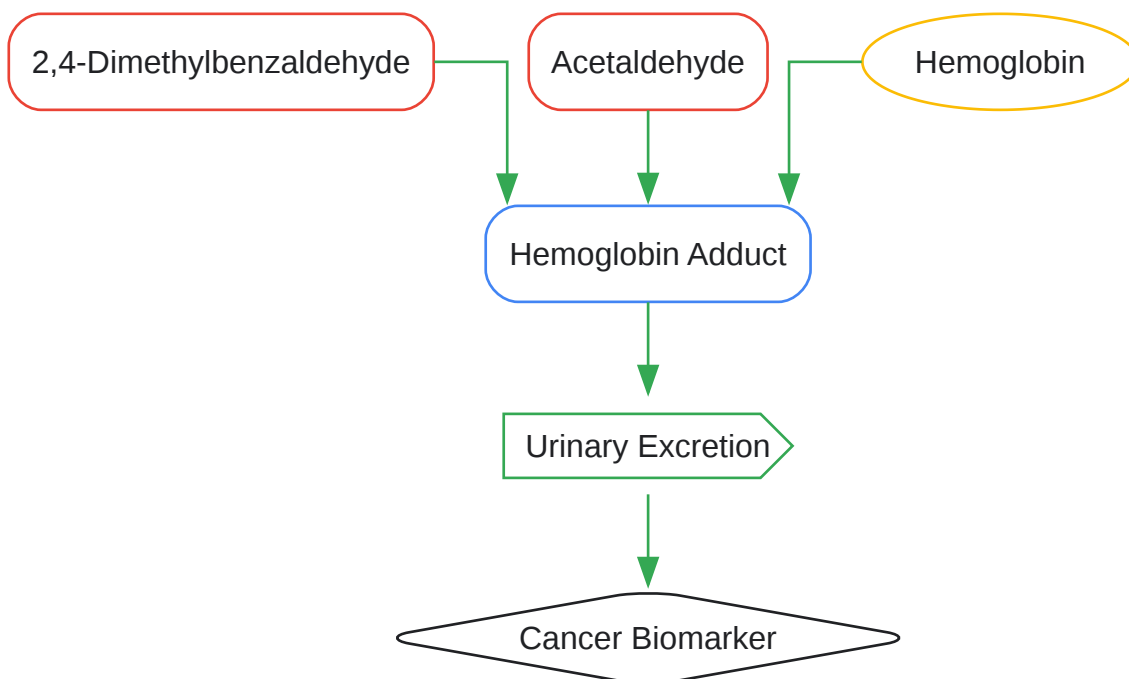 2,4-Dimethylbenzaldehyde
Acetaldehyde
Hemoglobin
Hemoglobin Adduct
Urinary Excretion
Cancer Biomarker